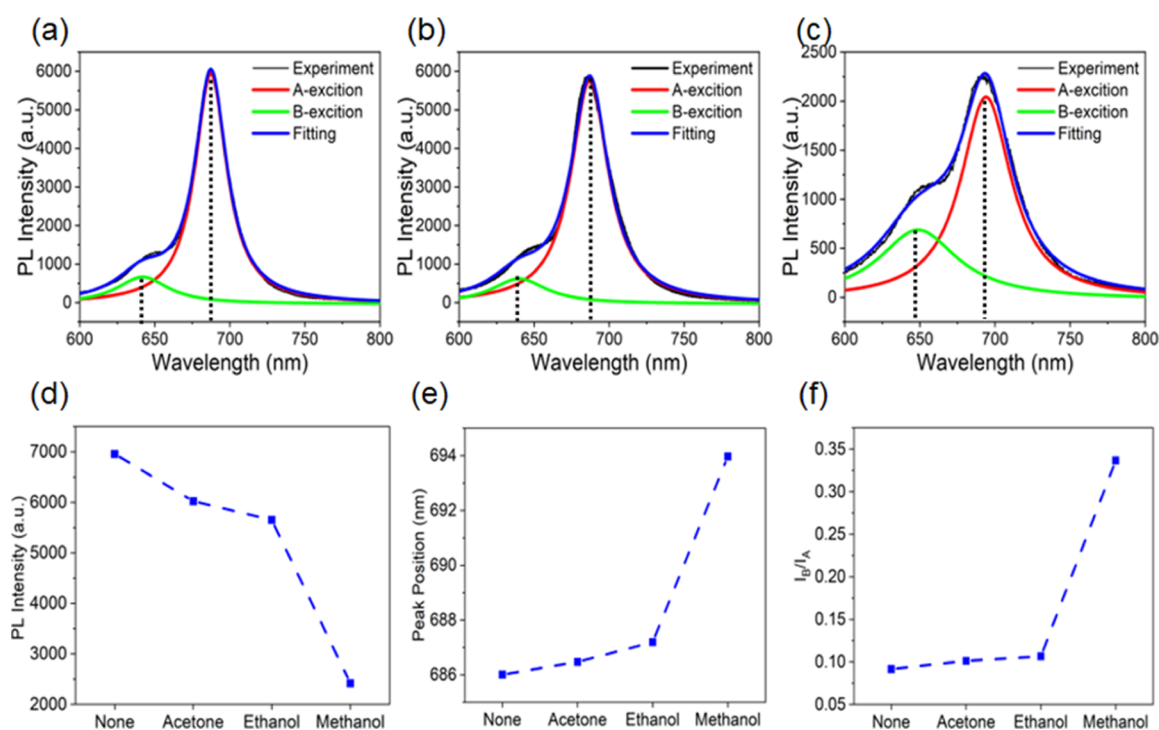 (a)
PL Intensity (a.u.)
6000
5000
4000
3000
2000
1000
0
600 650 700 750 800
Wavelength (nm)
Experiment
A-excition
B-excition
Fitting
(b)
PL Intensity (a.u.)
6000
5000
4000
3000
2000
1000
0
600 650 700 750 800
Wavelength (nm)
Experiment
A-excition
B-excition
Fitting
(c)
PL Intensity (a.u.)
2500
2000
1500
1000
500
0
600 650 700 750 800
Wavelength (nm)
Experiment
A-excition
B-excition
Fitting
(d)
PL Intensity (a.u.)
7000
6000
5000
4000
3000
2000
None Acetone Ethanol Methanol
(e)
Peak Position (nm)
694
692
690
688
686
None Acetone Ethanol Methanol
(f)
IB/IA
0.35
0.30
0.25
0.20
0.15
0.10
0.05
None Acetone Ethanol Methanol